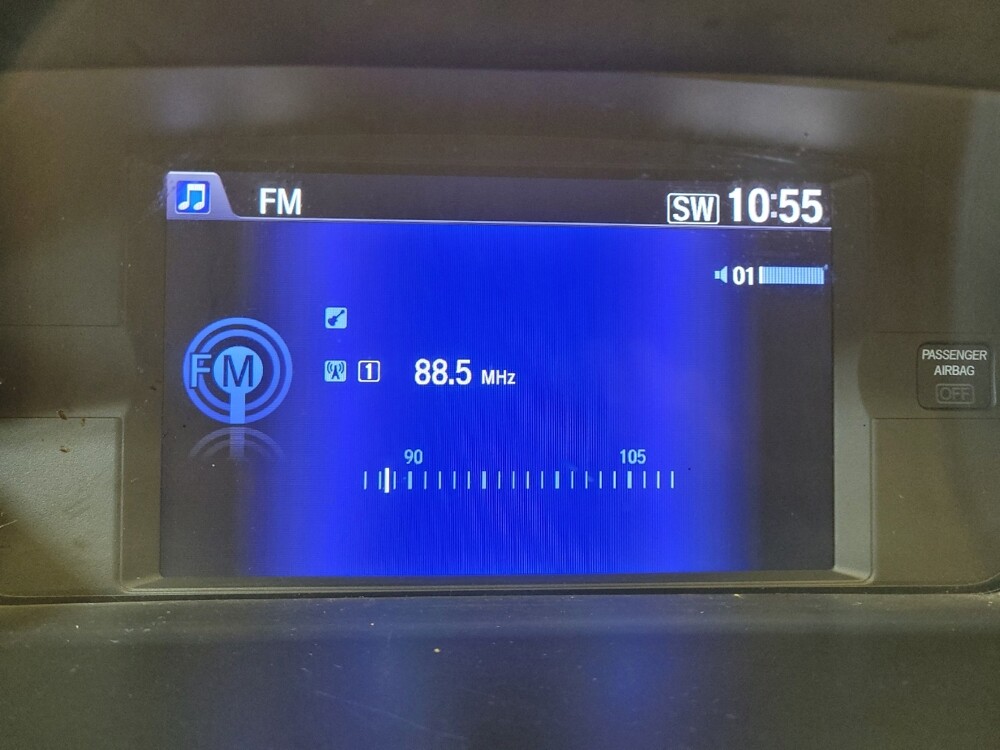 FM
SW 10:55
01
FM
1 88.5 MHz
90 105
PASSENGER
AIRBAG
OFF